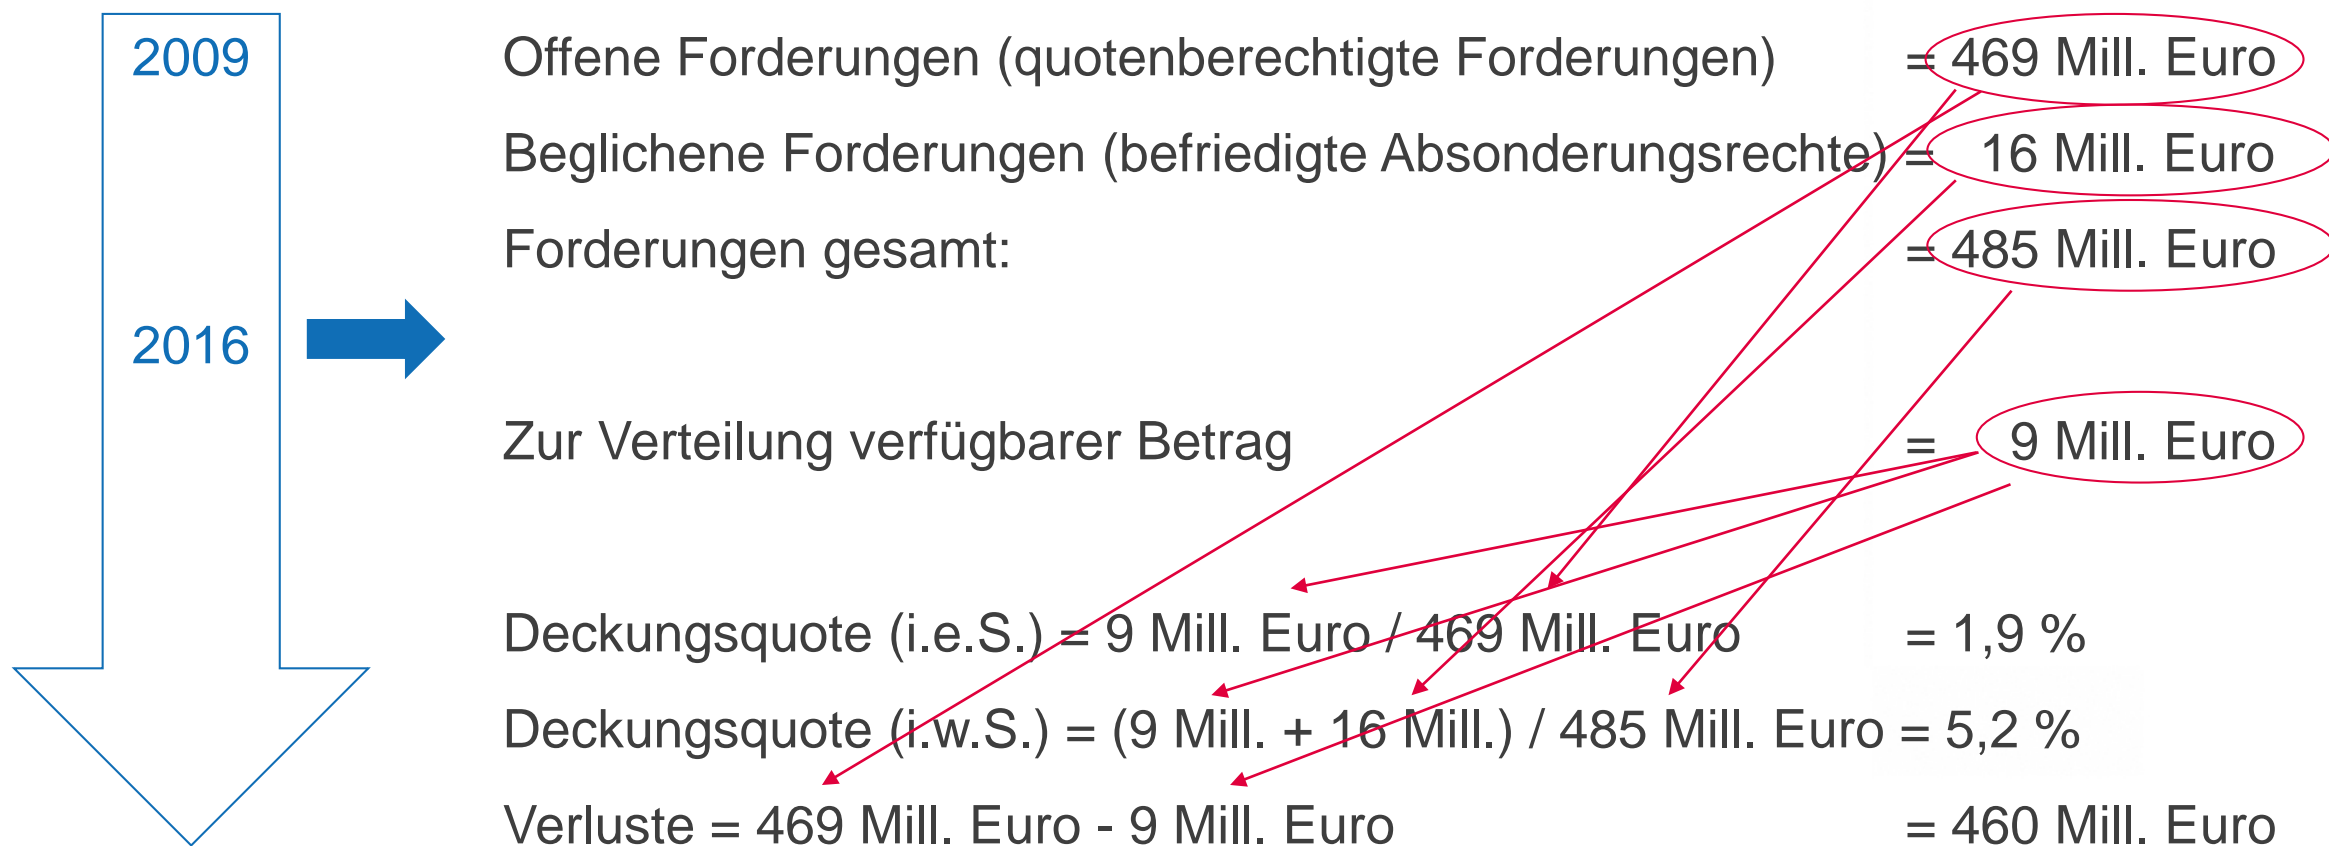 2009
Offene Forderungen (quotenberechtigte Forderungen) = 469 Mill. Euro
Beglichene Forderungen (befriedigte Absonderungsrechte) = 16 Mill. Euro
Forderungen gesamt: = 485 Mill. Euro
2016
Zur Verteilung verfügbarer Betrag = 9 Mill. Euro
Deckungsquote (i.e.S.) = 9 Mill. Euro / 469 Mill. Euro = 1,9 %
Deckungsquote (i.w.S.) = (9 Mill. + 16 Mill.) / 485 Mill. Euro = 5,2 %
Verluste = 469 Mill. Euro - 9 Mill. Euro = 460 Mill. Euro